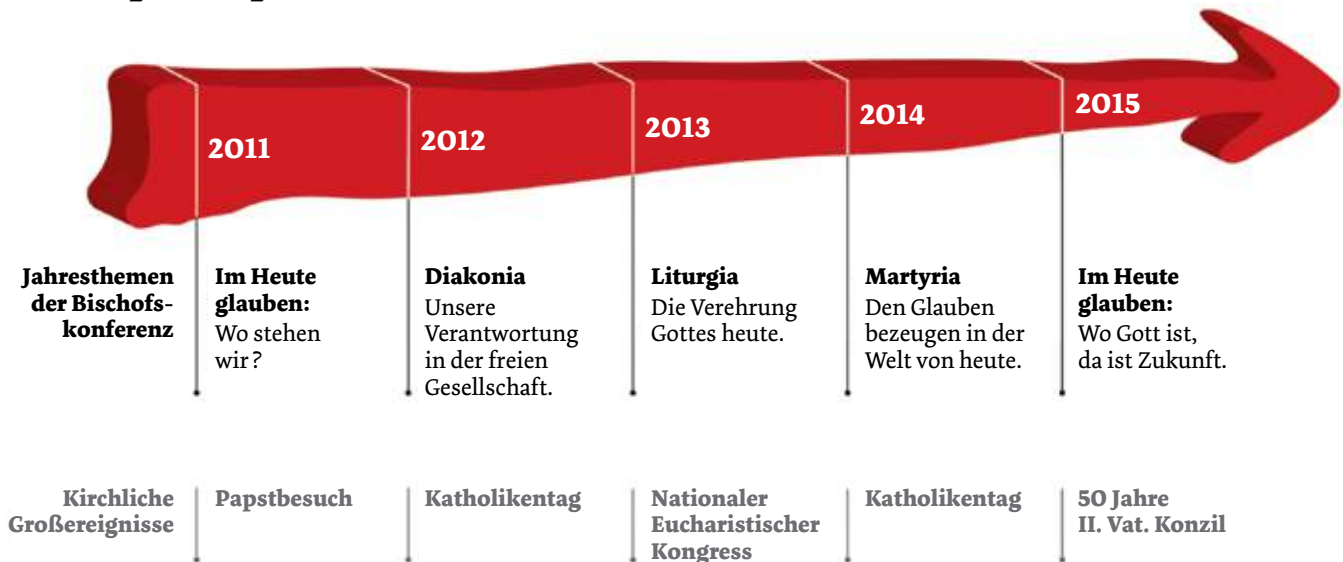 2011
2012
2013
2014
2015
Jahresthemen
der Bischofs-
konferenz
Im Heute
glauben:
Wo stehen
wir?
Diakonia
Unsere
Verantwortung
in der freien
Gesellschaft.
Liturgia
Die Verehrung
Gottes heute.
Martyria
Den Glauben
bezeugen in der
Welt von heute.
Im Heute
glauben:
Wo Gott ist,
da ist Zukunft.
Kirchliche
Großereignisse
Papstbesuch
Katholikentag
Nationaler
Eucharistischer
Kongress
Katholikentag
50 Jahre
II. Vat. Konzil